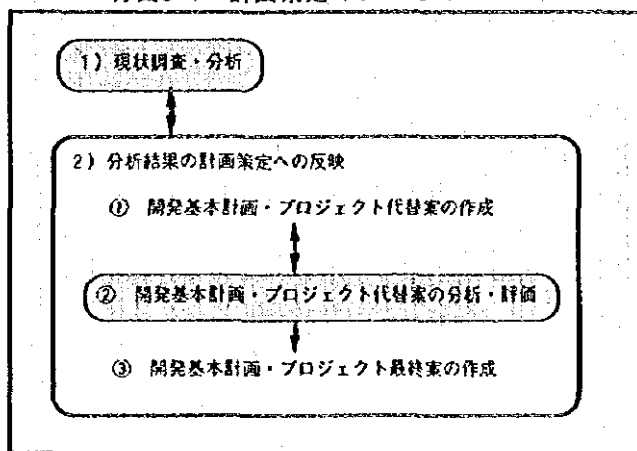 1) 現状調査・分析
2) 分析結果の計画策定への反映
① 開発基本計画・プロジェクト代替案の作成
② 開発基本計画・プロジェクト代替案の分析・評価
③ 開発基本計画・プロジェクト最終案の作成